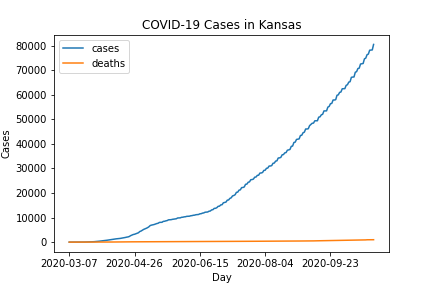 COVID-19 Cases in Kansas
cases
deaths
80000
70000
60000
50000
40000
30000
20000
10000
0
Cases
2020-03-07 2020-04-26 2020-06-15 2020-08-04 2020-09-23
Day